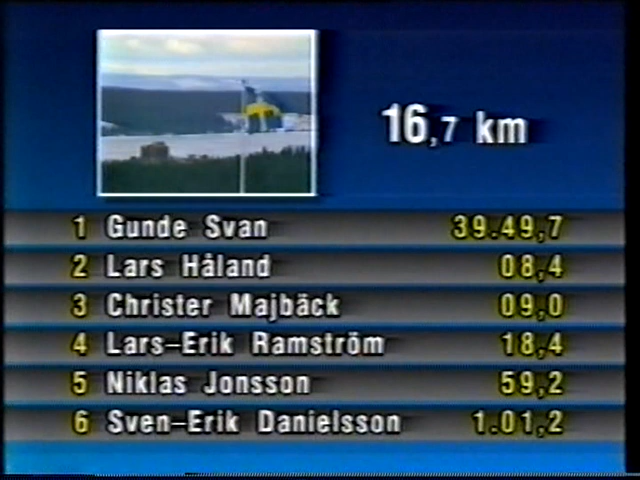 16,7 km
1 Gunde Svan 39.49,7
2 Lars Håland 08,4
3 Christer Majbäck 09,0
4 Lars-Erik Ramström 18,4
5 Niklas Jonsson 59,2
6 Sven-Erik Danielsson 1.01,2